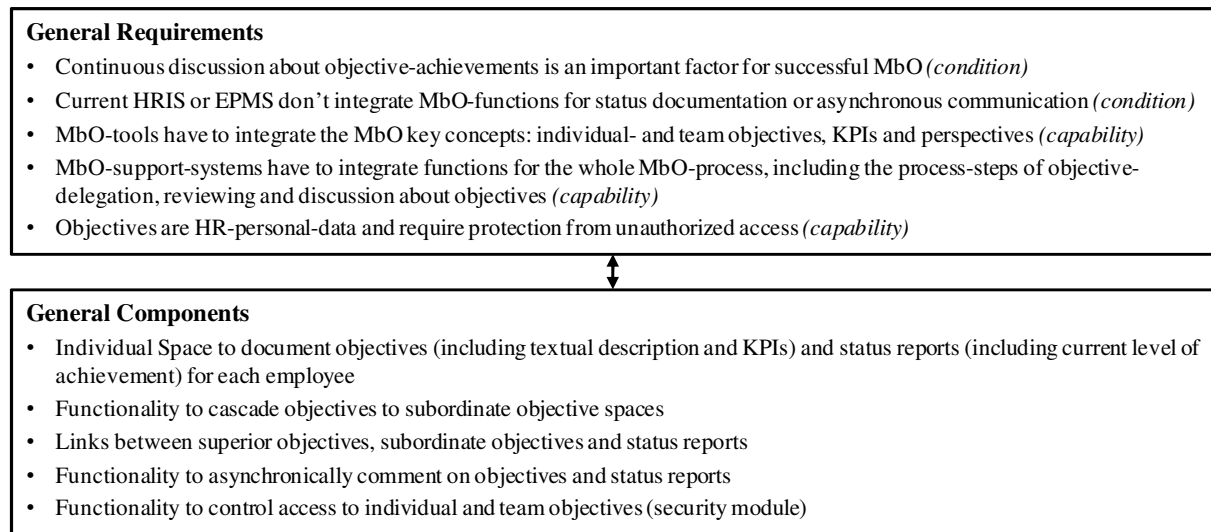 General Requirements
• Continuous discussion about objective-achievements is an important factor for successful MbO (condition)
• Current HRIS or EPMS don't integrate MbO-functions for status documentation or asynchronous communication (condition)
• MbO-tools have to integrate the MbO key concepts: individual- and team objectives, KPIs and perspectives (capability)
• MbO-support-systems have to integrate functions for the whole MbO-process, including the process-steps of objective-
delegation, reviewing and discussion about objectives (capability)
• Objectives are HR-personal-data and require protection from unauthorized access (capability)
General Components
• Individual Space to document objectives (including textual description and KPIs) and status reports (including current level of
achievement) for each employee
• Functionality to cascade objectives to subordinate objective spaces
• Links between superior objectives, subordinate objectives and status reports
• Functionality to asynchronically comment on objectives and status reports
• Functionality to control access to individual and team objectives (security module)